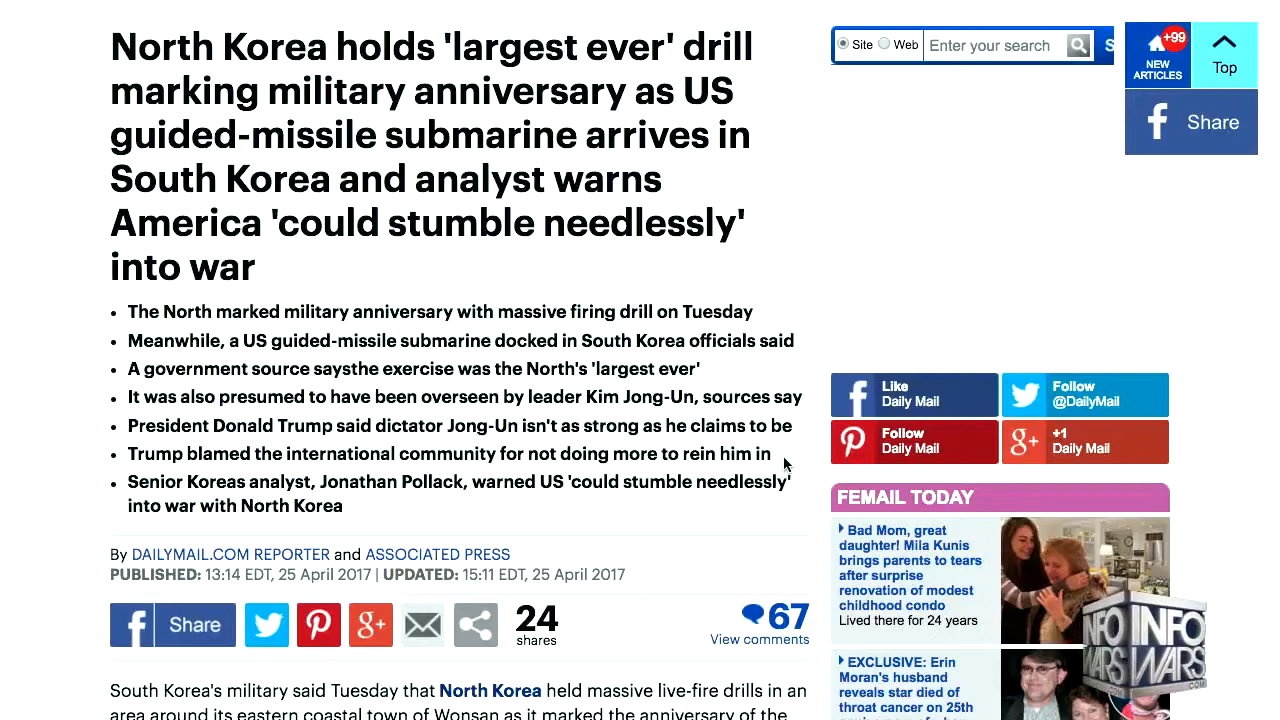 North Korea holds 'largest ever' drill
marking military anniversary as US
guided-missile submarine arrives in
South Korea and analyst warns
America 'could stumble needlessly'
into war
• The North marked military anniversary with massive firing drill on Tuesday
• Meanwhile, a US guided-missile submarine docked in South Korea officials said
• A government source saysthe exercise was the North's 'largest ever'
• It was also presumed to have been overseen by leader Kim Jong-Un, sources say
• President Donald Trump said dictator Jong-Un isn't as strong as he claims to be
• Trump blamed the international community for not doing more to rein him in
• Senior Koreas analyst, Jonathan Pollack, warned US 'could stumble needlessly'
into war with North Korea
By DAILYMAIL.COM REPORTER and ASSOCIATED PRESS
PUBLISHED: 13:14 EDT, 25 April 2017 | UPDATED: 15:11 EDT, 25 April 2017
Share
24
shares
67
View comments
South Korea's military said Tuesday that North Korea held massive live-fire drills in an
area around its eastern coastal town of Wonsan as it marked the anniversary of the
Site Web Enter your search S
+99
NEW
ARTICLES
Top
Share
Like
Daily Mail
Follow
@DailyMail
Follow
Daily Mail
+1
Daily Mail
FEMAIL TODAY
Bad Mom, great
daughter! Mila Kunis
brings parents to tears
after surprise
renovation of modest
childhood condo
Lived there for 24 years
EXCLUSIVE: Erin
Moran's husband
reveals star died of
throat cancer on 25th
INFO
WARS
.COM
INFO
WARS
.COM